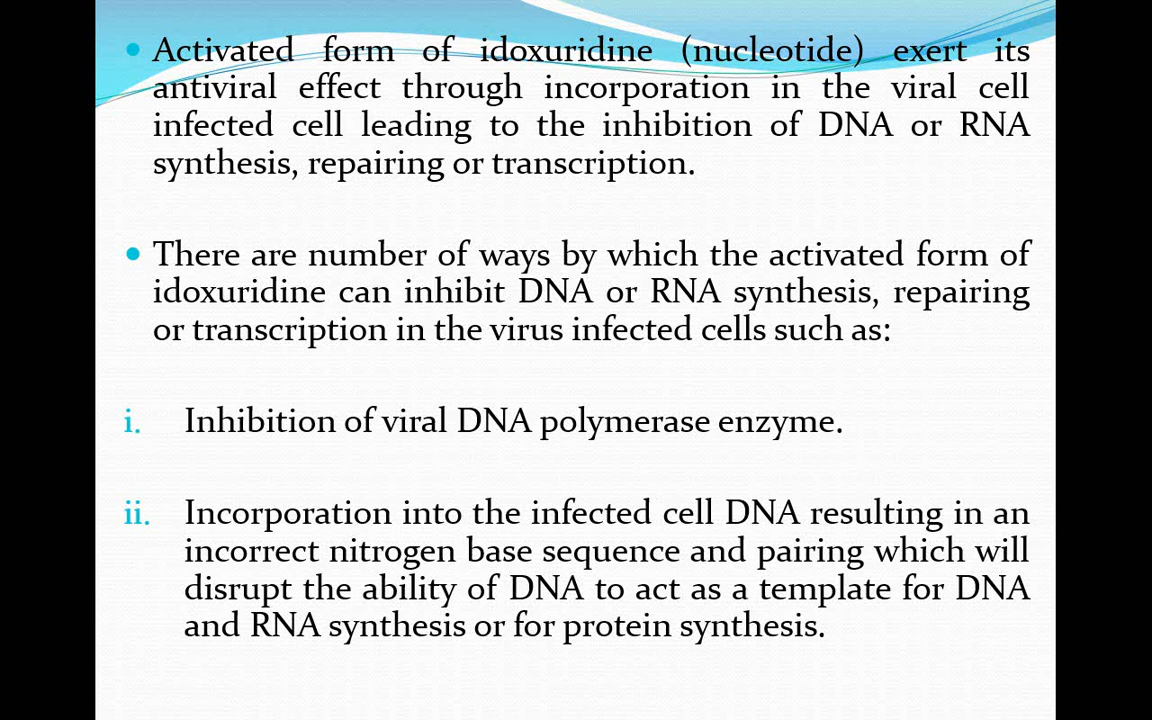 • Activated form of idoxuridine (nucleotide) exert its
antiviral effect through incorporation in the viral cell
infected cell leading to the inhibition of DNA or RNA
synthesis, repairing or transcription.
• There are number of ways by which the activated form of
idoxuridine can inhibit DNA or RNA synthesis, repairing
or transcription in the virus infected cells such as:
i. Inhibition of viral DNA polymerase enzyme.
ii. Incorporation into the infected cell DNA resulting in an
incorrect nitrogen base sequence and pairing which will
disrupt the ability of DNA to act as a template for DNA
and RNA synthesis or for protein synthesis.